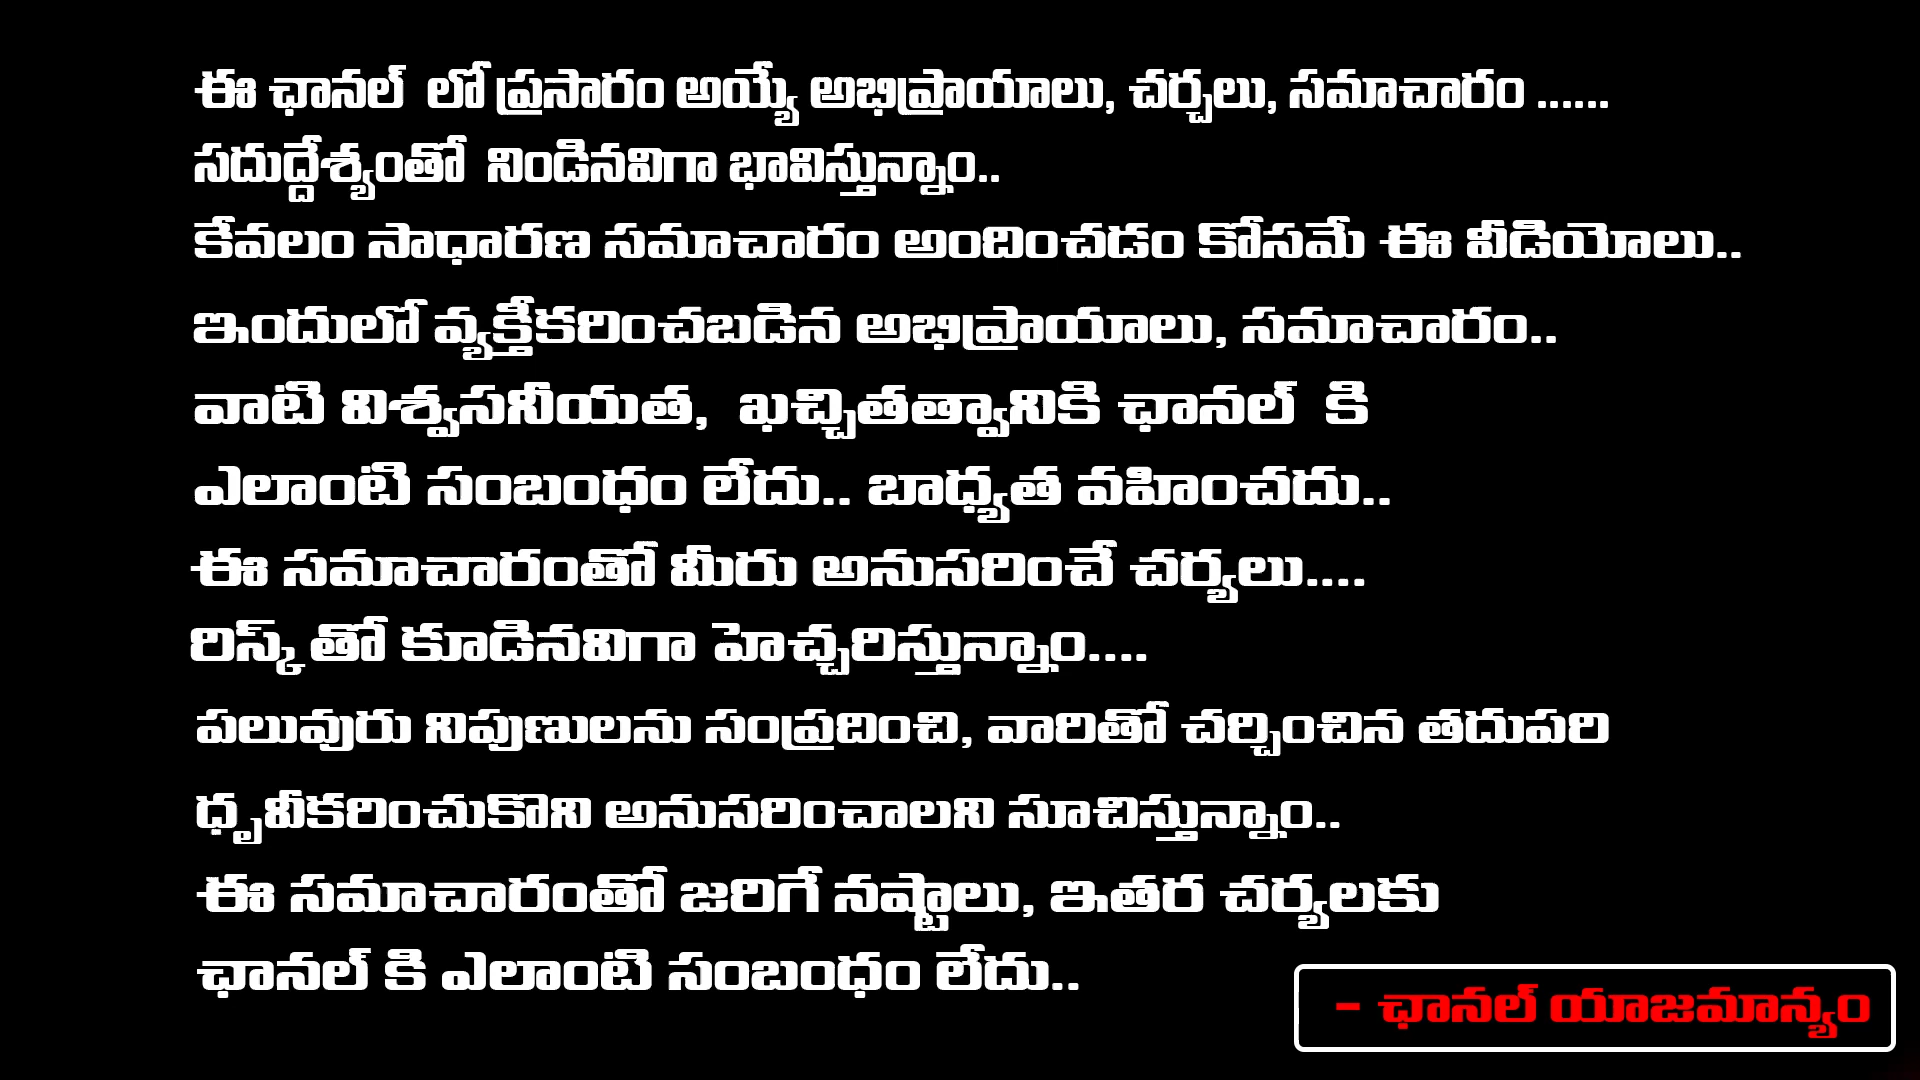 ఈ ఛానల్ లో ప్రసారం అయ్యే అభిప్రాయాలు, చర్చలు, సమాచారం ......
సదుద్దేశ్యంతో నిండినవిగా భావిస్తున్నాం..
కేవలం సాధారణ సమాచారం అందించడం కోసమే ఈ వీడియోలు..
ఇందులో వ్యక్తీకరించబడిన అభిప్రాయాలు, సమాచారం..
వాటి విశ్వసనీయత, ఖచ్చితత్వానికి ఛానల్ కి
ఎలాంటి సంబంధం లేదు.. బాధ్యత వహించదు..
ఈ సమాచారంతో మీరు అనుసరించే చర్యలు....
రిస్క్ తో కూడినవిగా హెచ్చరిస్తున్నాం....
పలువురు నిపుణులను సంప్రదించి, వారితో చర్చించిన తదుపరి
ధృవీకరించుకొని అనుసరించాలని సూచిస్తున్నాం..
ఈ సమాచారంతో జరిగే నష్టాలు, ఇతర చర్యలకు
ఛానల్ కి ఎలాంటి సంబంధం లేదు..
- ఛానల్ యాజమాన్యం